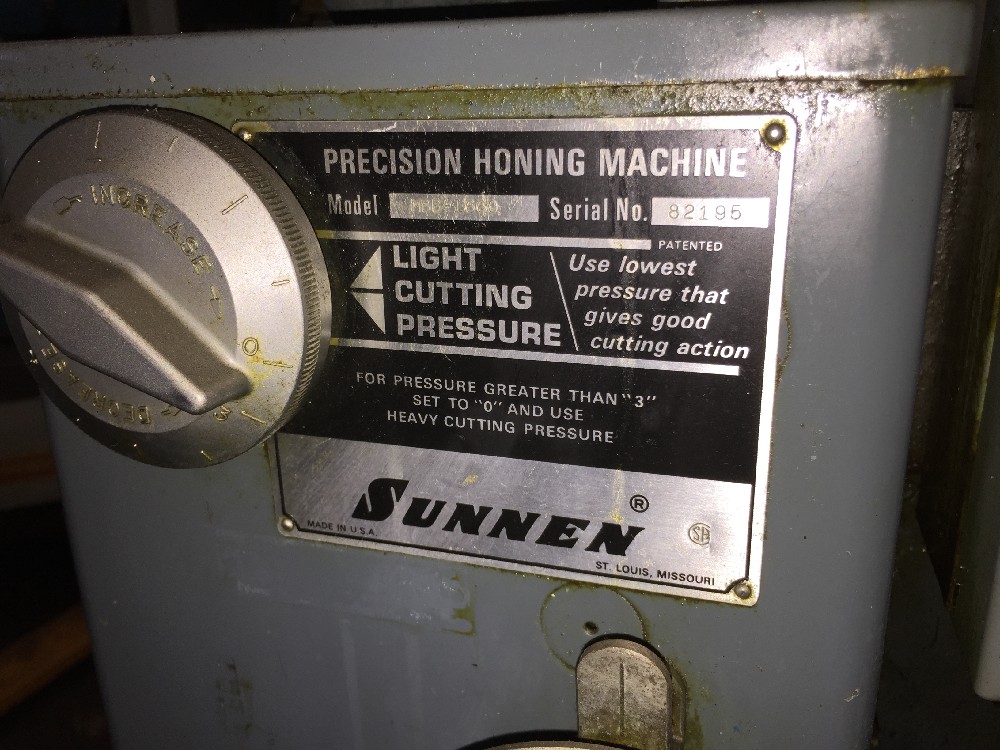 PRECISION HONING MACHINE
Model
Serial No. 82195
PATENTED
LIGHT
CUTTING
PRESSURE
Use lowest
pressure that
gives good
cutting action
FOR PRESSURE GREATER THAN "3"
SET TO "0" AND USE
HEAVY CUTTING PRESSURE
SUNNEN ®
MADE IN U.S.A.
ST. LOUIS, MISSOURI
INCREASE
0
DECREASE